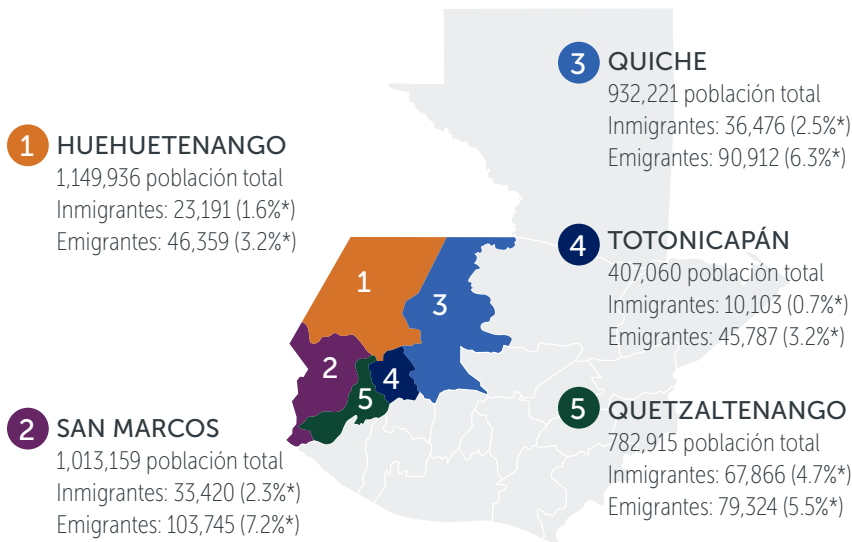 1 HUEHUETENANGO
1,149,936 población total
Inmigrantes: 23,191 (1.6%*)
Emigrantes: 46,359 (3.2%*)
2 SAN MARCOS
1,013,159 población total
Inmigrantes: 33,420 (2.3%*)
Emigrantes: 103,745 (7.2%*)
1
2
3
4
5
3 QUICHE
932,221 población total
Inmigrantes: 36,476 (2.5%*)
Emigrantes: 90,912 (6.3%*)
4 TOTONICAPÁN
407,060 población total
Inmigrantes: 10,103 (0.7%*)
Emigrantes: 45,787 (3.2%*)
5 QUETZALTENANGO
782,915 población total
Inmigrantes: 67,866 (4.7%*)
Emigrantes: 79,324 (5.5%*)